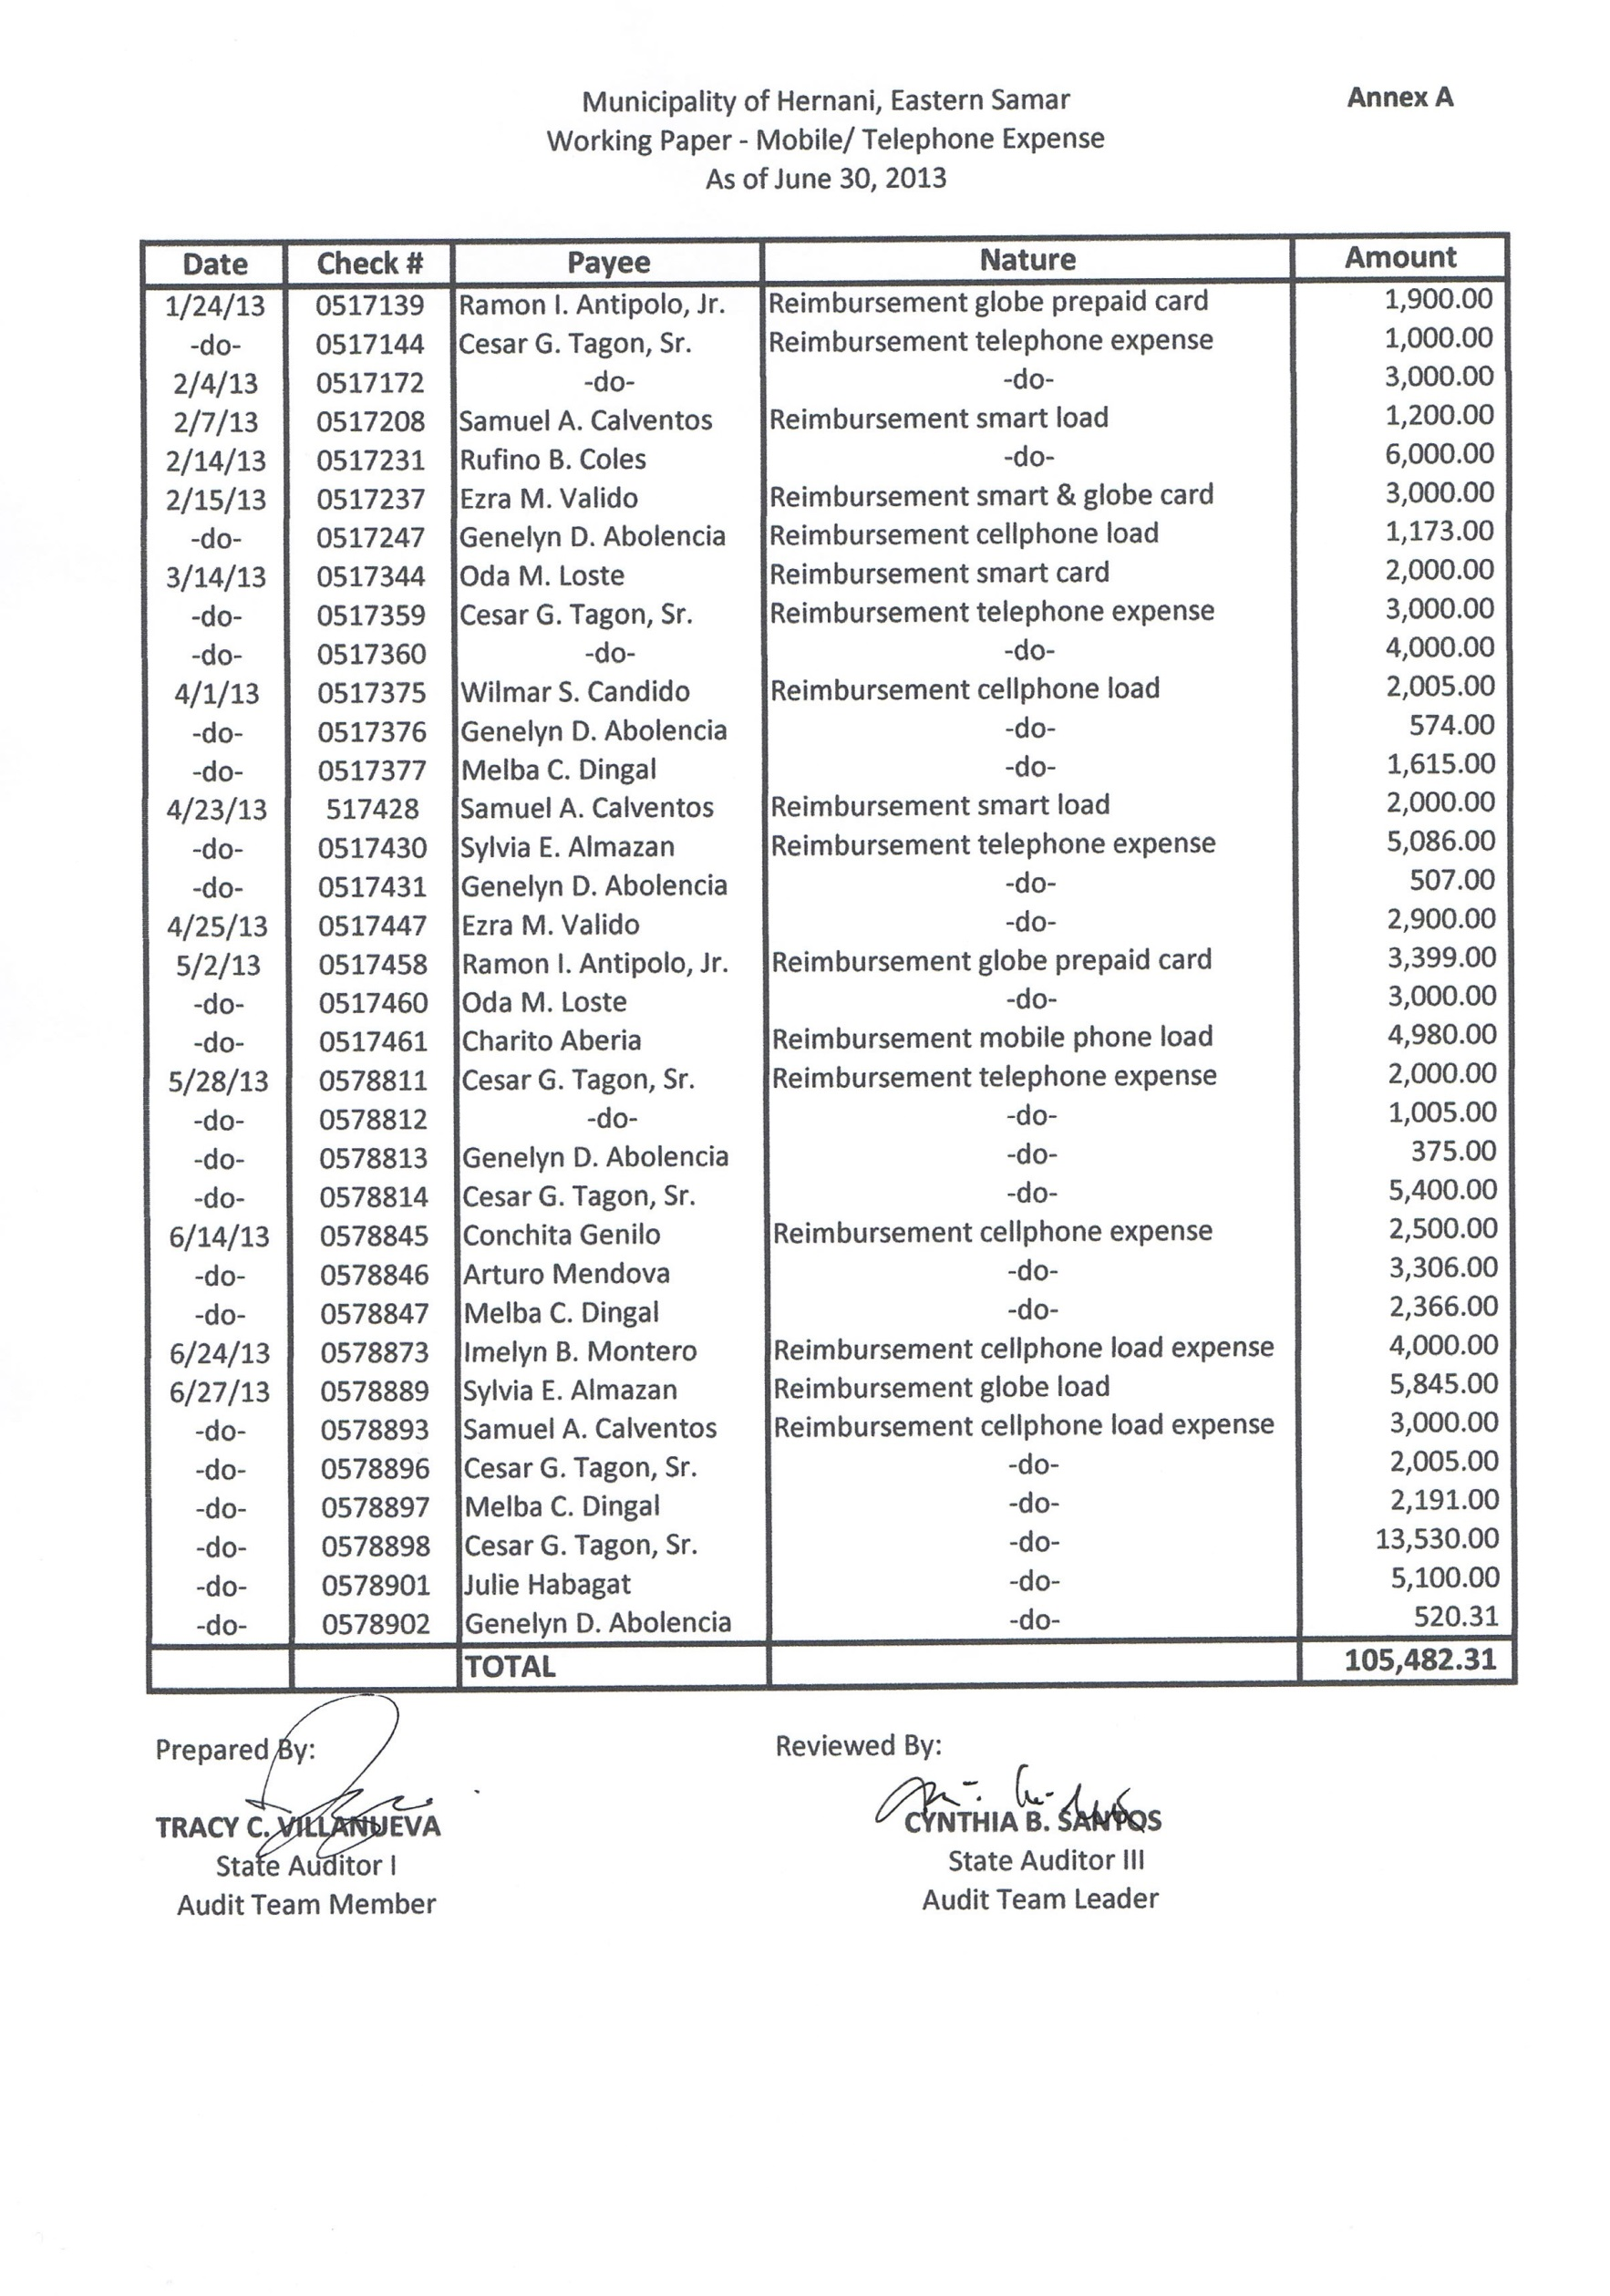 Annex A
Municipality of Hernani, Eastern Samar
Working Paper - Mobile/ Telephone Expense
As of June 30, 2013
Date Check # Payee Nature Amount
1/24/13 0517139 Ramon I. Antipolo, Jr. Reimbursement globe prepaid card 1,900.00
-do- 0517144 Cesar G. Tagon, Sr. Reimbursement telephone expense 1,000.00
2/4/13 0517172 -do- -do- 3,000.00
2/7/13 0517208 Samuel A. Calventos Reimbursement smart load 1,200.00
2/14/13 0517231 Rufino B. Coles -do- 6,000.00
2/15/13 0517237 Ezra M. Valido Reimbursement smart & globe card 3,000.00
-do- 0517247 Genelyn D. Abolencia Reimbursement cellphone load 1,173.00
3/14/13 0517344 Oda M. Loste Reimbursement smart card 2,000.00
-do- 0517359 Cesar G. Tagon, Sr. Reimbursement telephone expense 3,000.00
-do- 0517360 -do- -do- 4,000.00
4/1/13 0517375 Wilmar S. Candido Reimbursement cellphone load 2,005.00
-do- 0517376 Genelyn D. Abolencia -do- 574.00
-do- 0517377 Melba C. Dingal -do- 1,615.00
4/23/13 517428 Samuel A. Calventos Reimbursement smart load 2,000.00
-do- 0517430 Sylvia E. Almazan Reimbursement telephone expense 5,086.00
-do- 0517431 Genelyn D. Abolencia -do- 507.00
4/25/13 0517447 Ezra M. Valido -do- 2,900.00
5/2/13 0517458 Ramon I. Antipolo, Jr. Reimbursement globe prepaid card 3,399.00
-do- 0517460 Oda M. Loste -do- 3,000.00
-do- 0517461 Charito Aberia Reimbursement mobile phone load 4,980.00
5/28/13 0578811 Cesar G. Tagon, Sr. Reimbursement telephone expense 2,000.00
-do- 0578812 -do- -do- 1,005.00
-do- 0578813 Genelyn D. Abolencia -do- 375.00
-do- 0578814 Cesar G. Tagon, Sr. -do- 5,400.00
6/14/13 0578845 Conchita Genilo Reimbursement cellphone expense 2,500.00
-do- 0578846 Arturo Mendova -do- 3,306.00
-do- 0578847 Melba C. Dingal -do- 2,366.00
6/24/13 0578873 Imelyn B. Montero Reimbursement cellphone load expense 4,000.00
6/27/13 0578889 Sylvia E. Almazan Reimbursement globe load 5,845.00
-do- 0578893 Samuel A. Calventos Reimbursement cellphone load expense 3,000.00
-do- 0578896 Cesar G. Tagon, Sr. -do- 2,005.00
-do- 0578897 Melba C. Dingal -do- 2,191.00
-do- 0578898 Cesar G. Tagon, Sr. -do- 13,530.00
-do- 0578901 Julie Habagat -do- 5,100.00
-do- 0578902 Genelyn D. Abolencia -do- 520.31
TOTAL 105,482.31
Prepared By: Reviewed By:
TRACY C. VILLANUEVA CYNTHIA B. SANTOS
State Auditor I State Auditor III
Audit Team Member Audit Team Leader